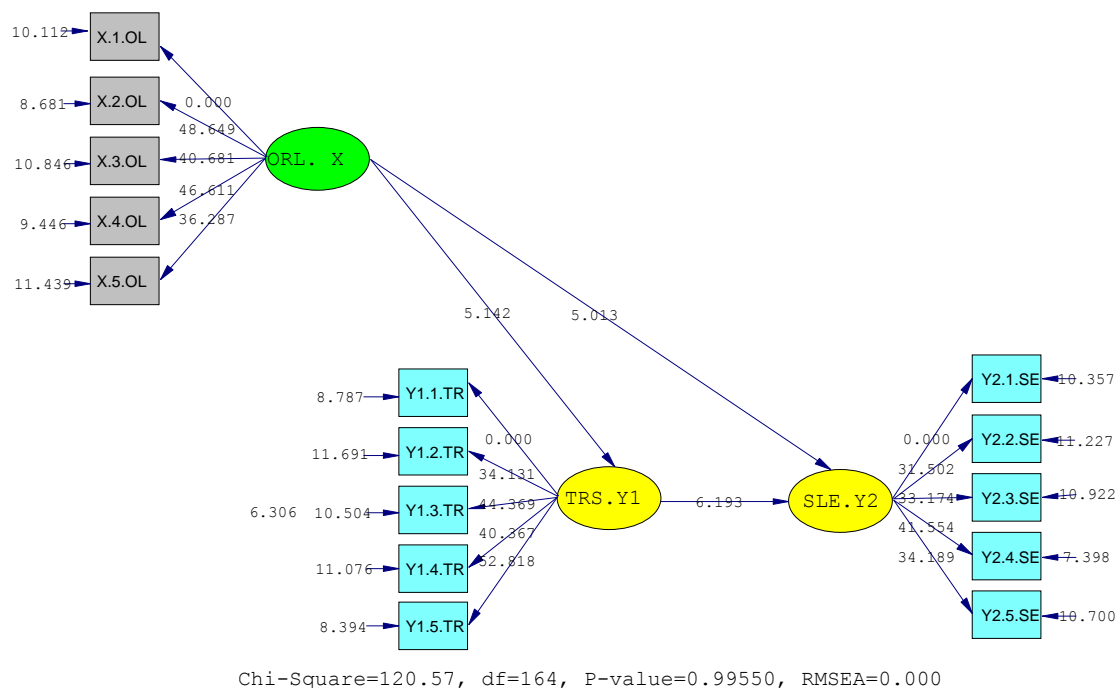 10.112 X.1.OL
8.681 X.2.OL
10.846 X.3.OL
9.446 X.4.OL
11.439 X.5.OL
0.000
48.649
40.681
46.611
36.287
ORL. X
5.142
5.013
8.787 Y1.1.TR
11.691 Y1.2.TR
6.306 10.504 Y1.3.TR
11.076 Y1.4.TR
8.394 Y1.5.TR
0.000
34.131
44.369
40.367
52.818
TRS.Y1
6.193
SLE.Y2
0.000
31.502
33.174
41.554
34.189
Y2.1.SE 10.357
Y2.2.SE 11.227
Y2.3.SE 10.922
Y2.4.SE 7.398
Y2.5.SE 10.700
Chi-Square=120.57, df=164, P-value=0.99550, RMSEA=0.000